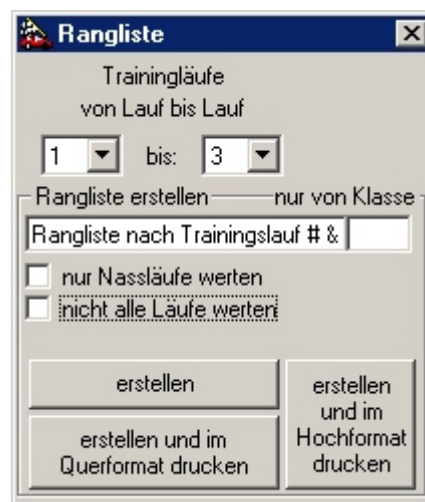 Rangliste
Trainingläufe
von Lauf bis Lauf
1 bis: 3
Rangliste erstellen nur von Klasse
Rangliste nach Trainingslauf # &
nur Nassläufe werten
nicht alle Läufe werten
erstellen
erstellen und im
Querformat drucken
erstellen
und im
Hochformat
drucken